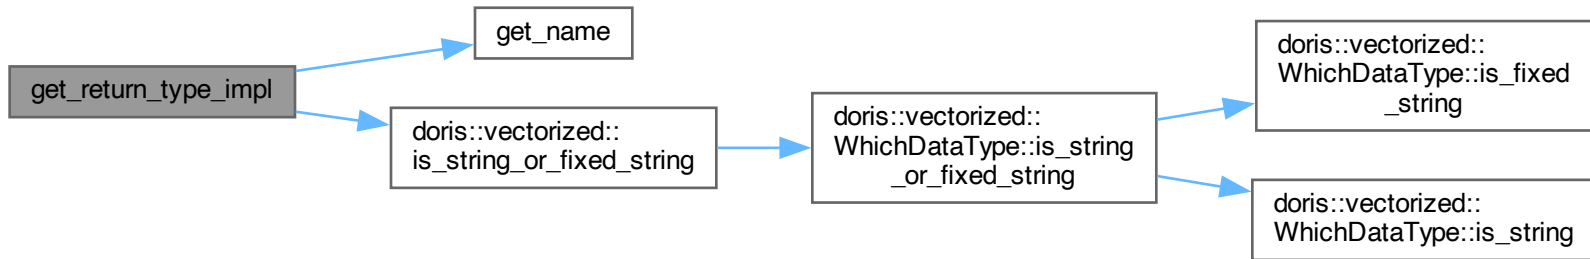 get_return_type_impl
get_name
doris::vectorized::
is_string_or_fixed_string
doris::vectorized::
WhichDataType::is_string
_or_fixed_string
doris::vectorized::
WhichDataType::is_fixed
_string
doris::vectorized::
WhichDataType::is_string